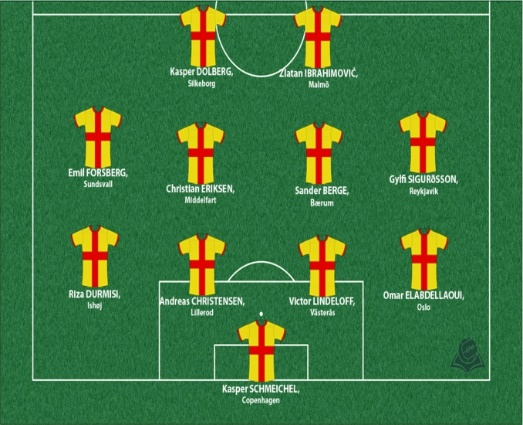 Kasper DOLBERG,
Silkeborg
Zlatan IBRAHIMOVIĆ,
Malmö
Emil FORSBERG,
Sundsvall
Christian ERIKSEN,
Middelfart
Sander BERGE,
Bærum
Gylfi SIGURÐSSON,
Reykjavik
Riza DURMISI,
Ishøj
Andreas CHRISTENSEN,
Lillerod
Victor LINDELOFF,
Västerås
Omar ELABDELLAOUI,
Oslo
Kasper SCHMEICHEL,
Copenhagen